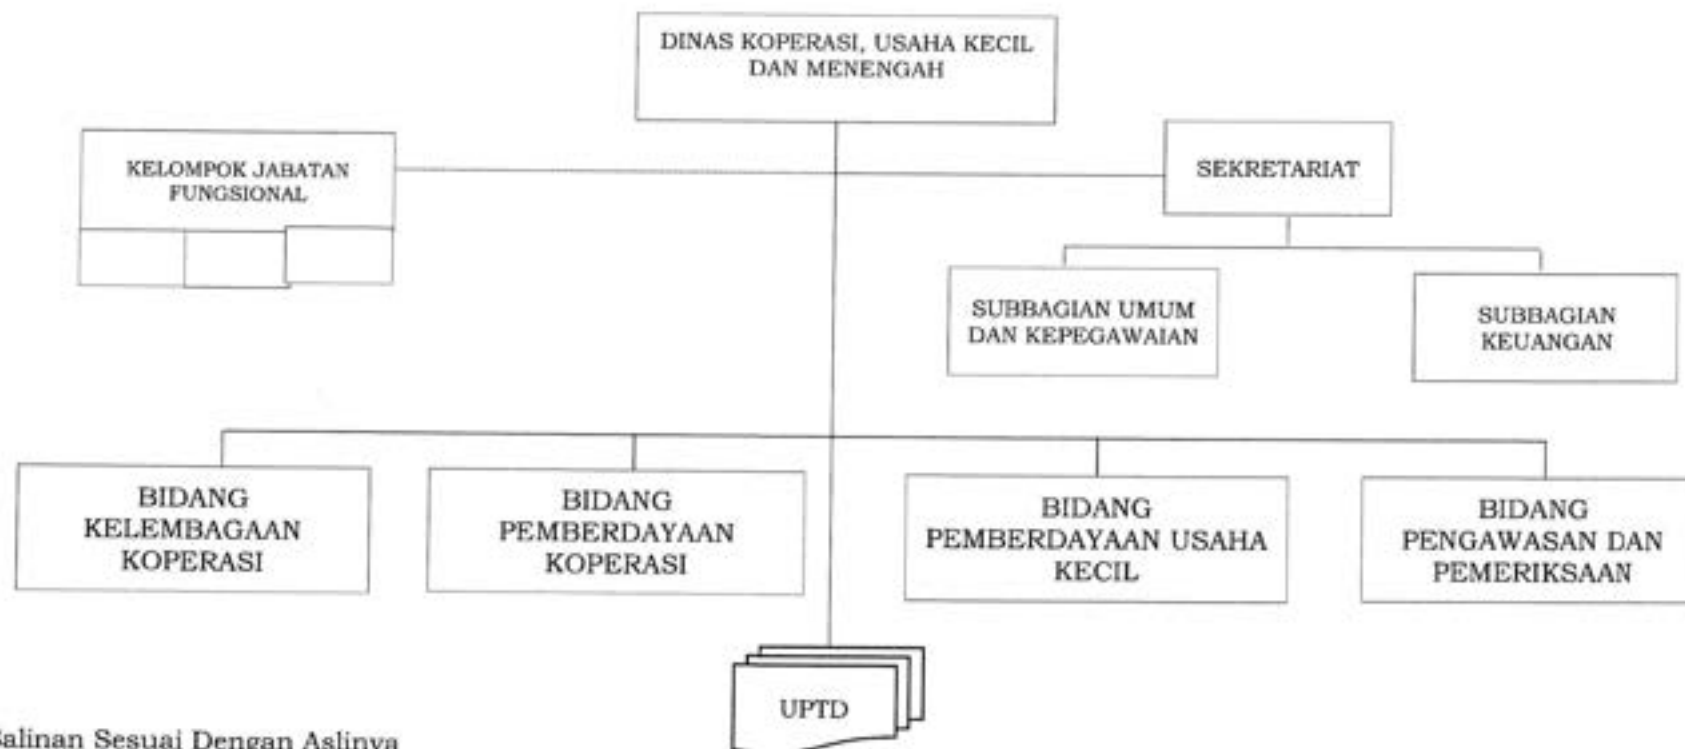 DINAS KOPERASI, USAHA KECIL
DAN MENENGAH
KELOMPOK JABATAN
FUNGSIONAL
SEKRETARIAT
SUBBAGIAN UMUM
DAN KEPEGAWAIAN
SUBBAGIAN
KEUANGAN
BIDANG
KELEMBAGAAN
KOPERASI
BIDANG
PEMBERDAYAAN
KOPERASI
BIDANG
PEMBERDAYAAN USAHA
KECIL
BIDANG
PENGAWASAN DAN
PEMERIKSAAN
UPTD
Salinan Sesuai Dengan Aslinya